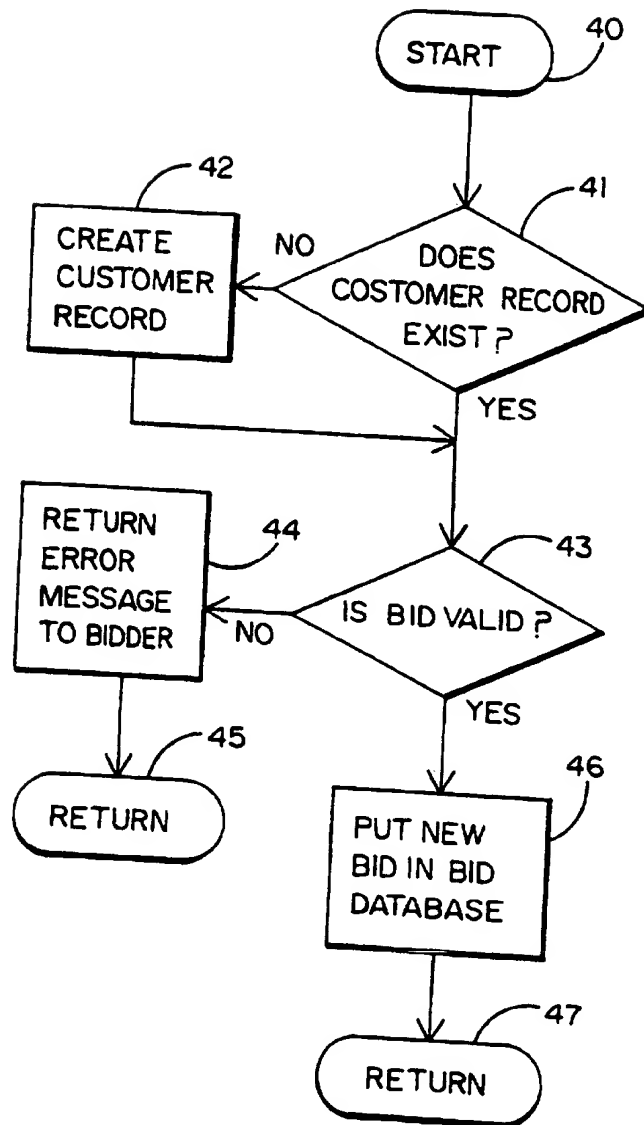 START
40
41
42
CREATE
CUSTOMER
RECORD
NO
DOES
COSTOMER RECORD
EXIST?
YES
RETURN
ERROR
MESSAGE
TO BIDDER
44
NO
43
IS BID VALID?
YES
45
RETURN
46
PUT NEW
BID IN BID
DATABASE
47
RETURN